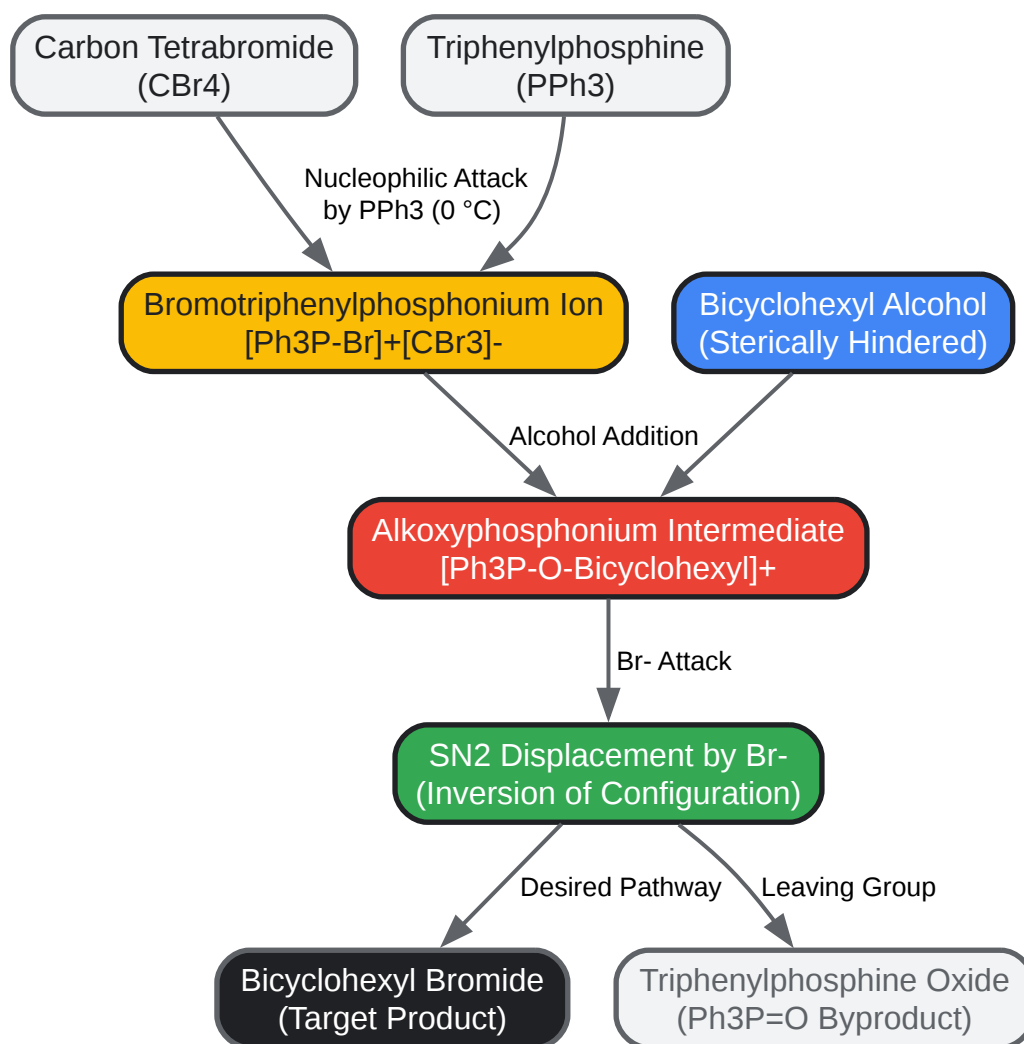 Carbon Tetrabromide
(CBr4)
Triphenylphosphine
(PPh3)
Nucleophilic Attack
by PPh3 (0 °C)
Bromotriphenylphosphonium Ion
[Ph3P-Br]+[CBr3]-
Bicyclohexyl Alcohol
(Sterically Hindered)
Alcohol Addition
Alkoxyphosphonium Intermediate
[Ph3P-O-Bicyclohexyl]+
Br- Attack
SN2 Displacement by Br-
(Inversion of Configuration)
Desired Pathway
Leaving Group
Bicyclohexyl Bromide
(Target Product)
Triphenylphosphine Oxide
(Ph3P=O Byproduct)